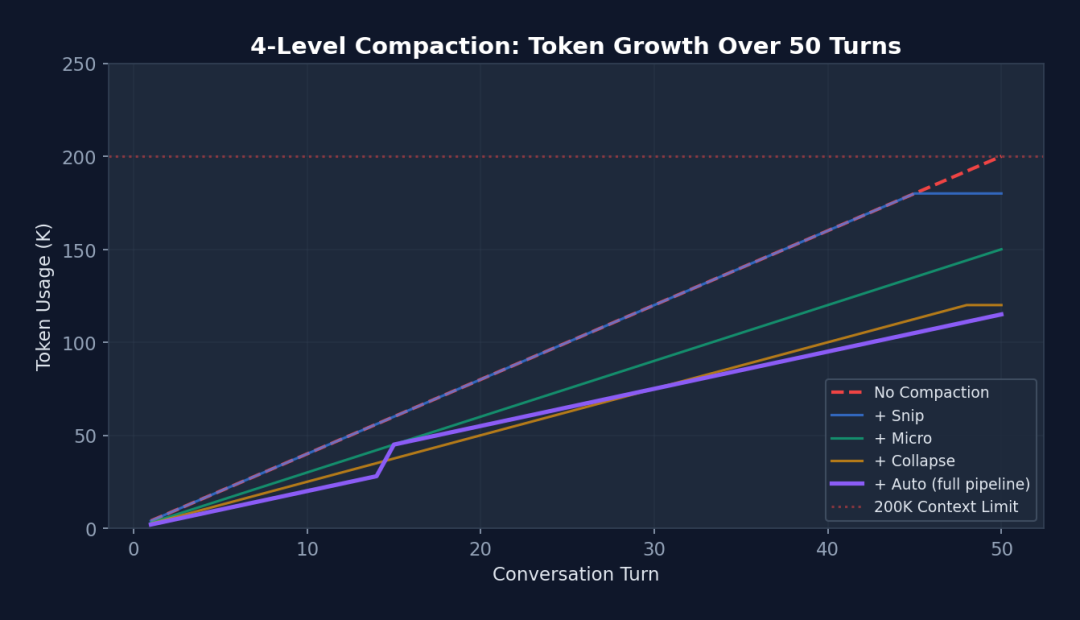 4-Level Compaction: Token Growth Over 50 Turns
250
200
150
100
50
0
Token Usage (K)
No Compaction
+ Snip
+ Micro
+ Collapse
+ Auto (full pipeline)
200K Context Limit
0 10 20 30 40 50
Conversation Turn